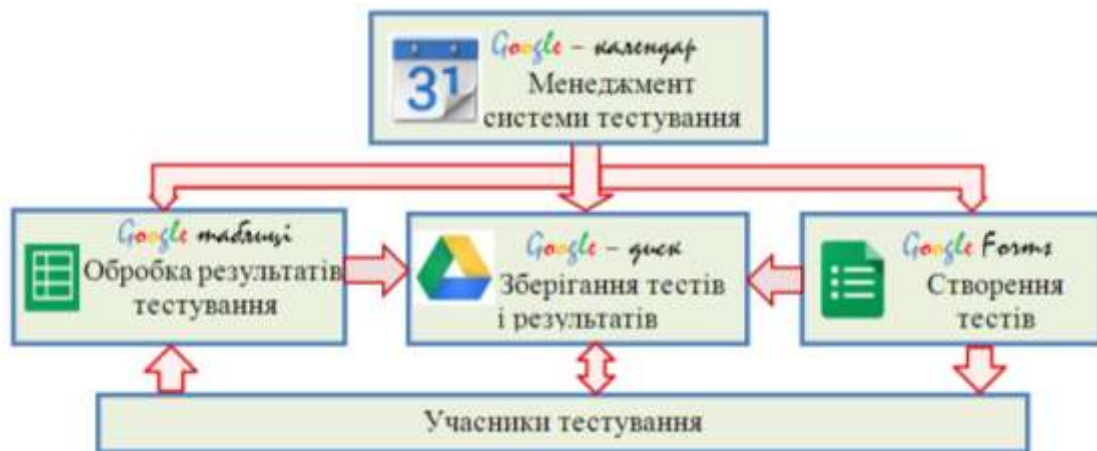 Google – календар
Менеджмент
системи тестування
31
Google таблиці
Обробка результатів
тестування
Google – диск
Зберігання тестів
і результатів
Google Forms
Створення
тестів
Учасники тестування